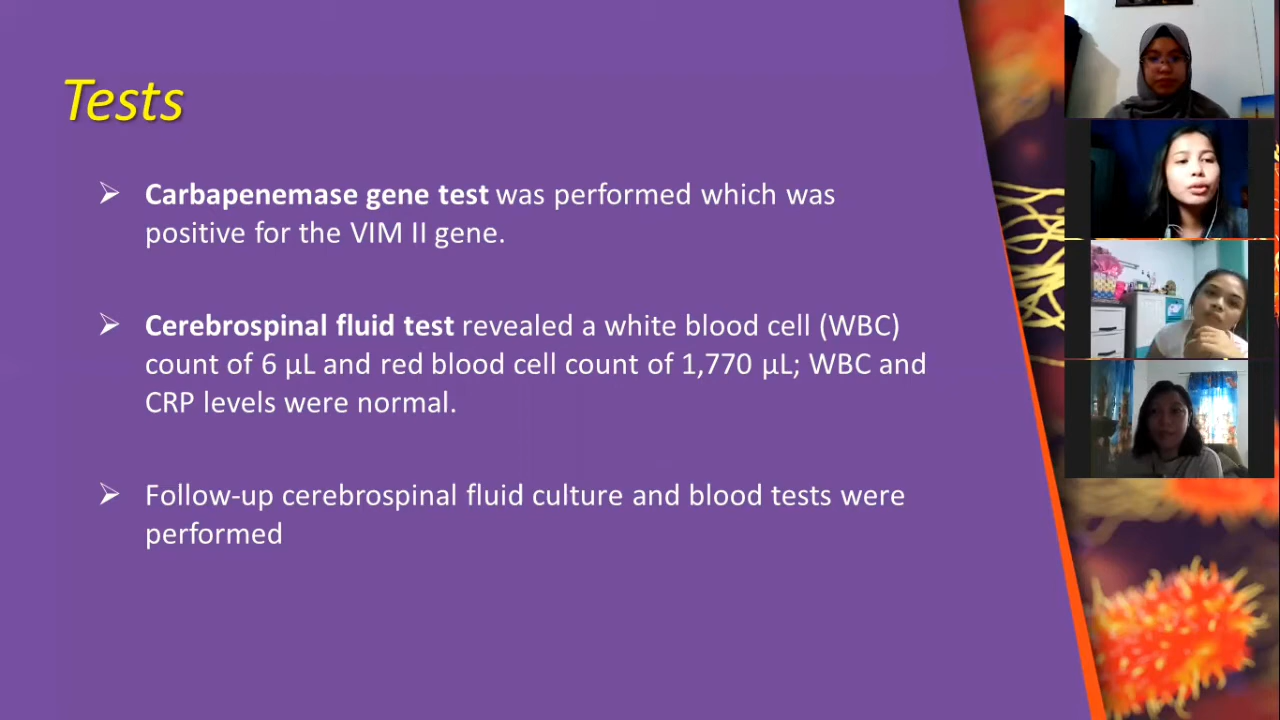 Tests
➢ Carbapenemase gene test was performed which was
positive for the VIM II gene.
➢ Cerebrospinal fluid test revealed a white blood cell (WBC)
count of 6 µL and red blood cell count of 1,770 µL; WBC and
CRP levels were normal.
➢ Follow-up cerebrospinal fluid culture and blood tests were
performed